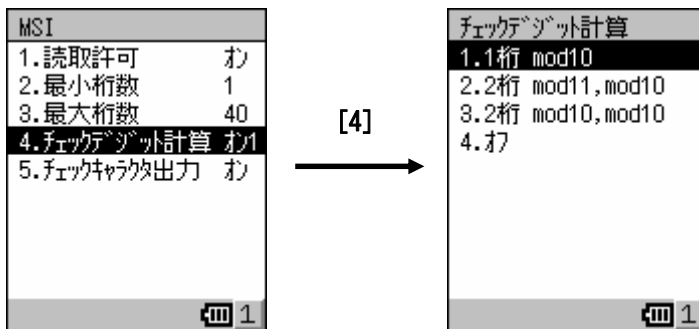 MSI
1.読取許可 オン
2.最小桁数 1
3.最大桁数 40
4.チェックデジット計算 オン1
5.チェックキャラクタ出力 オン
1
[4]
チェックデジット計算
1.1桁 mod10
2.2桁 mod11,mod10
3.2桁 mod10,mod10
4.オフ
1